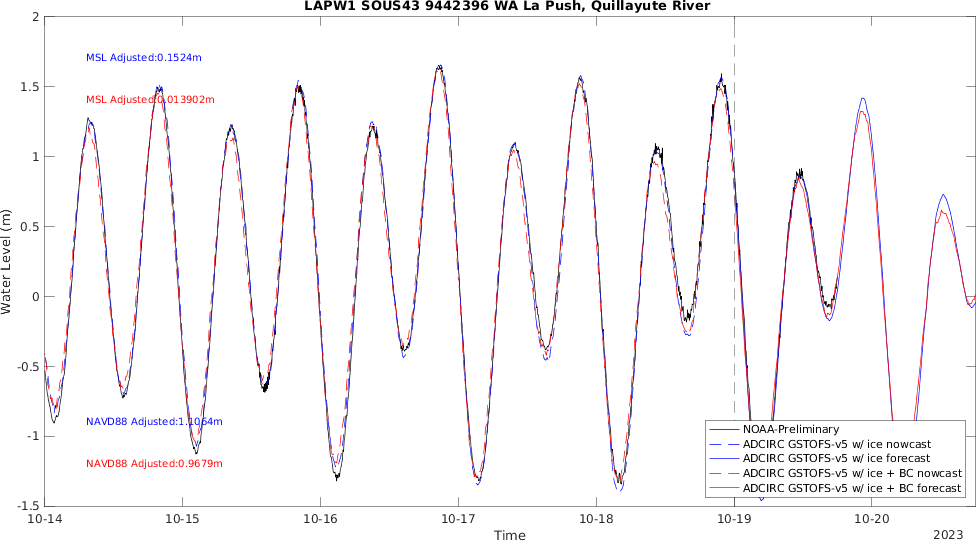 LAPW1 SOUS43 9442396 WA La Push, Quillayute River
2
1.5
1
0.5
0
-0.5
-1
-1.5
Water Level (m)
MSL Adjusted:0.1524m
MSL Adjusted:0.013902m
NAVD88 Adjusted:1.1064m
NAVD88 Adjusted:0.9679m
NOAA-Preliminary
ADCIRC GSTOFS-v5 w/ ice nowcast
ADCIRC GSTOFS-v5 w/ ice forecast
ADCIRC GSTOFS-v5 w/ ice + BC nowcast
ADCIRC GSTOFS-v5 w/ ice + BC forecast
10-14 10-15 10-16 10-17 10-18 10-19 10-20
Time
2023